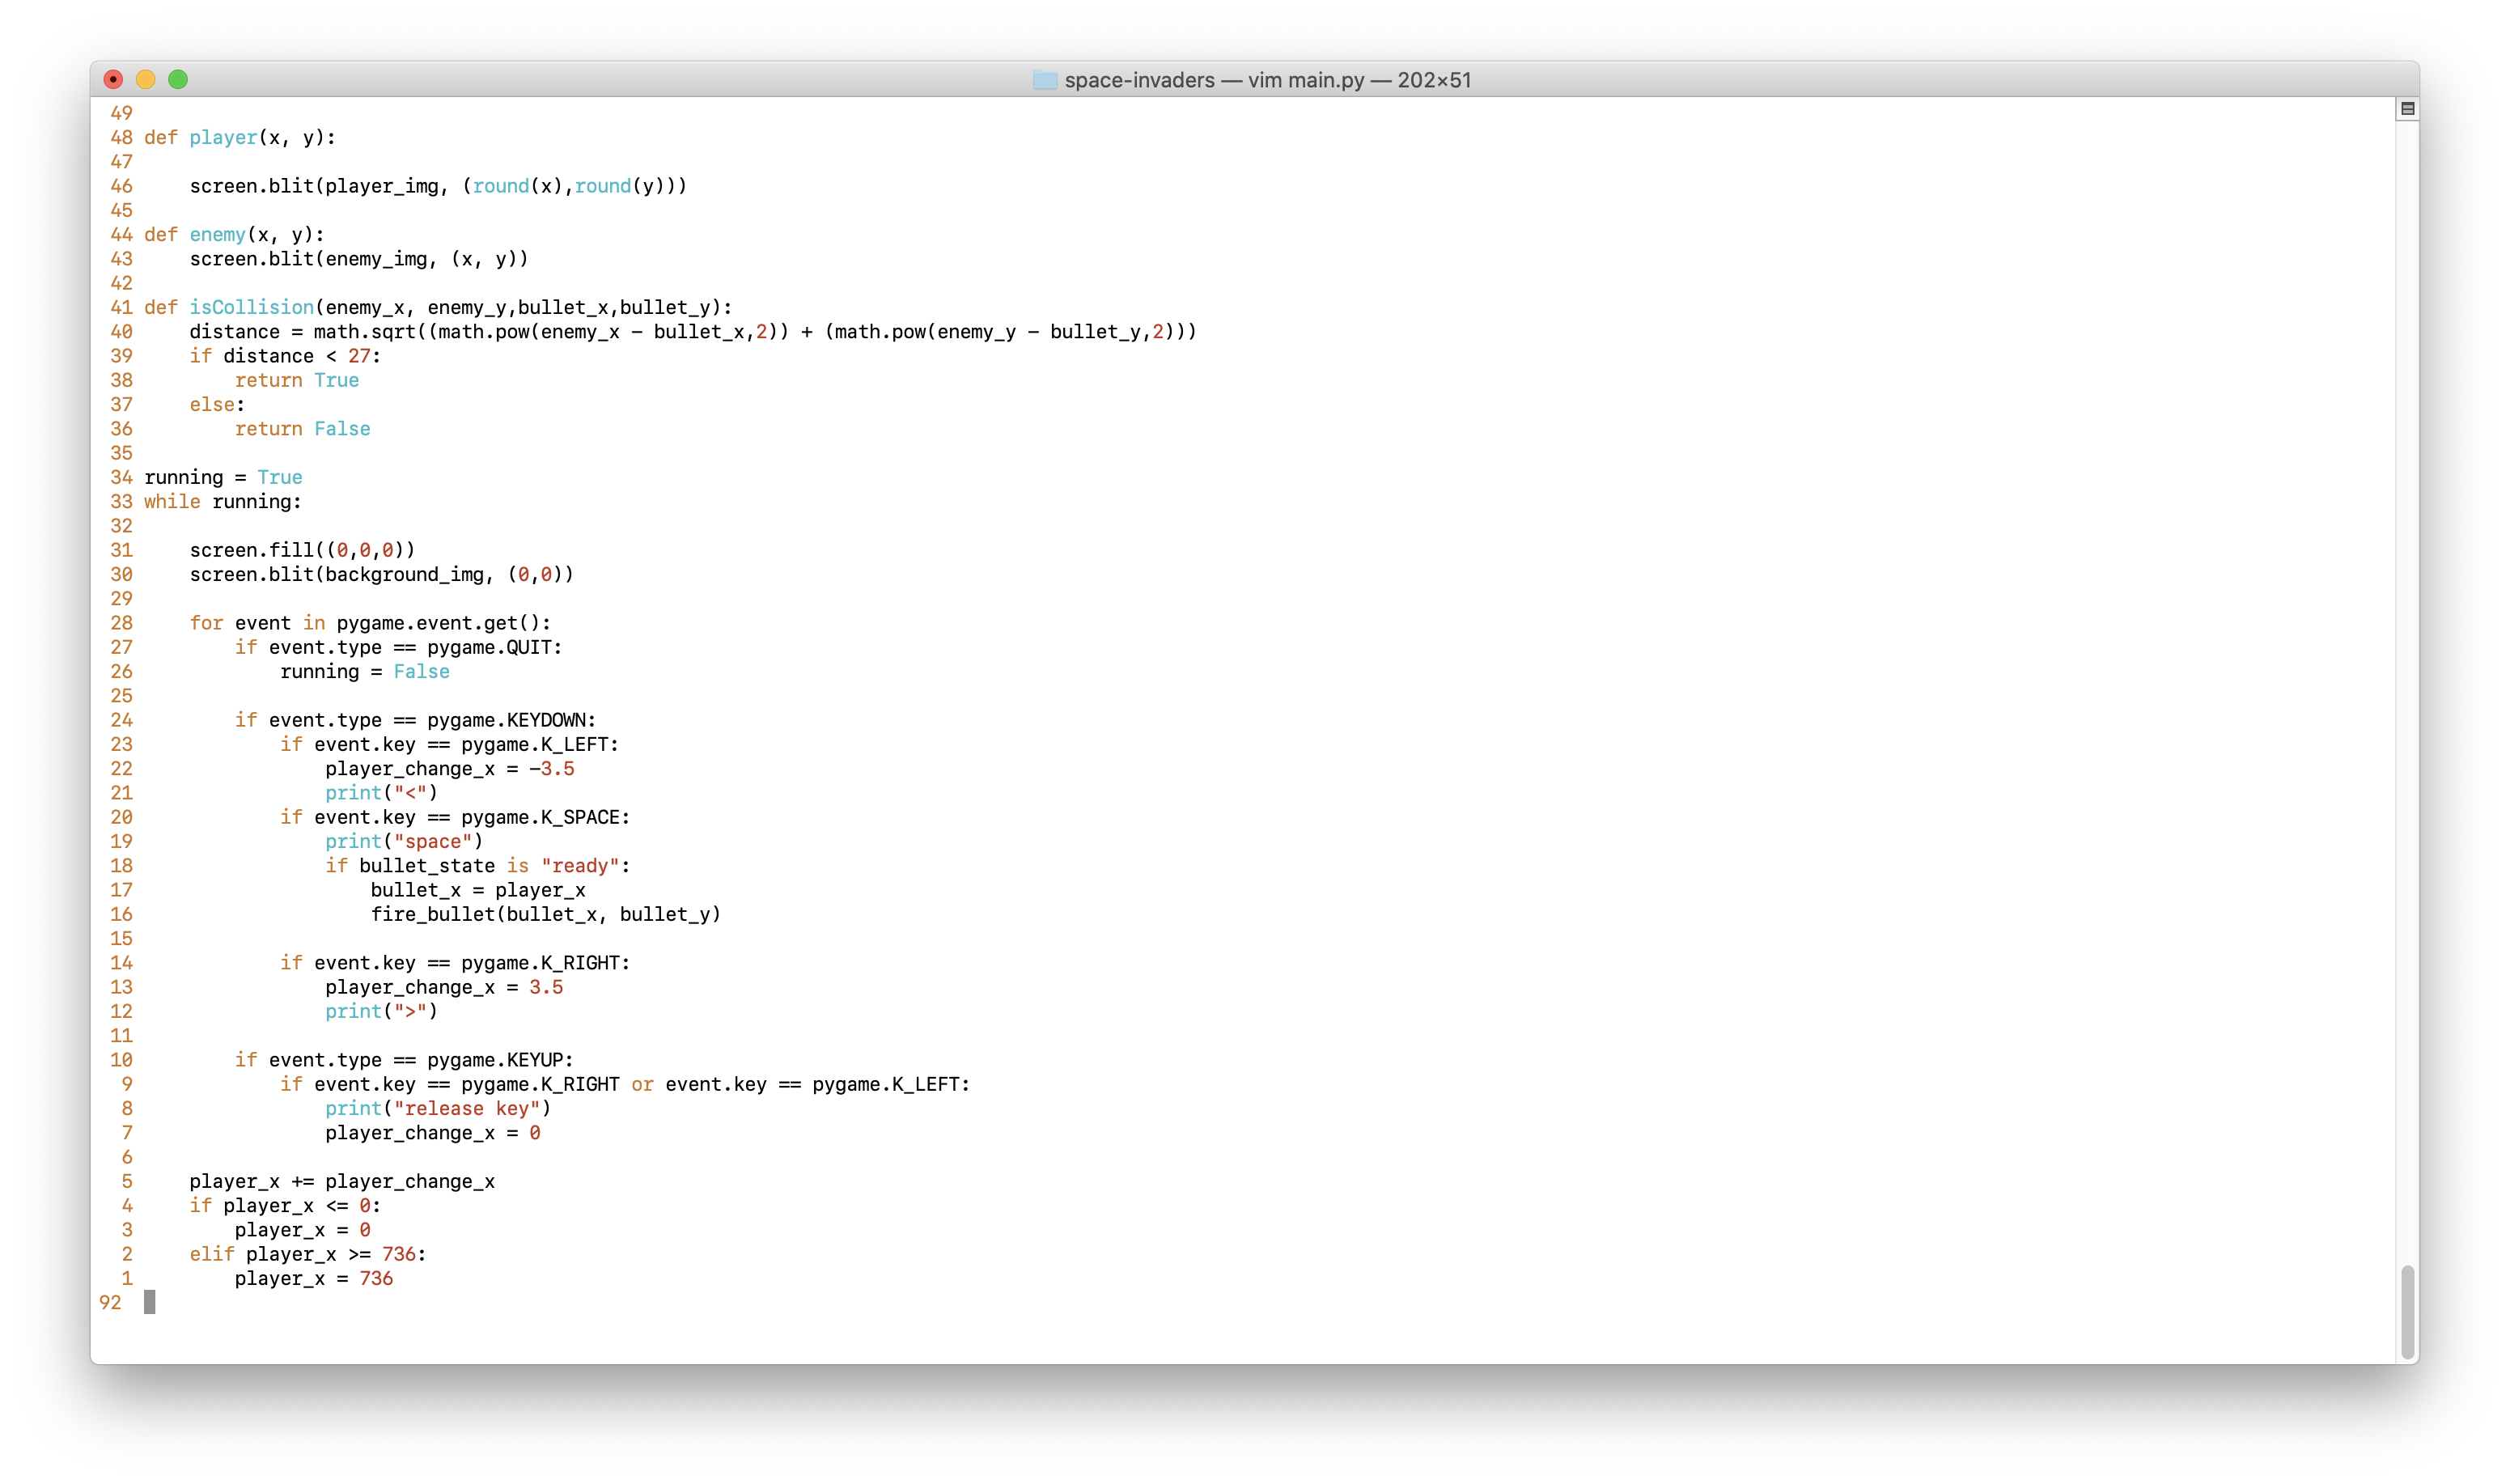 space-invaders — vim main.py — 202×51
49
48 def player(x, y):
47
46     screen.blit(player_img, (round(x),round(y)))
45
44 def enemy(x, y):
43     screen.blit(enemy_img, (x, y))
42
41 def isCollision(enemy_x, enemy_y,bullet_x,bullet_y):
40     distance = math.sqrt((math.pow(enemy_x - bullet_x,2)) + (math.pow(enemy_y - bullet_y,2)))
39     if distance < 27:
38         return True
37     else:
36         return False
35
34 running = True
33 while running:
32
31     screen.fill((0,0,0))
30     screen.blit(background_img, (0,0))
29
28     for event in pygame.event.get():
27         if event.type == pygame.QUIT:
26             running = False
25
24         if event.type == pygame.KEYDOWN:
23             if event.key == pygame.K_LEFT:
22                 player_change_x = -3.5
21                 print("<")
20             if event.key == pygame.K_SPACE:
19                 print("space")
18                 if bullet_state is "ready":
17                     bullet_x = player_x
16                     fire_bullet(bullet_x, bullet_y)
15
14             if event.key == pygame.K_RIGHT:
13                 player_change_x = 3.5
12                 print(">")
11
10         if event.type == pygame.KEYUP:
9             if event.key == pygame.K_RIGHT or event.key == pygame.K_LEFT:
8                 print("release key")
7                 player_change_x = 0
6
5     player_x += player_change_x
4     if player_x <= 0:
3         player_x = 0
2     elif player_x >= 736:
1         player_x = 736
92